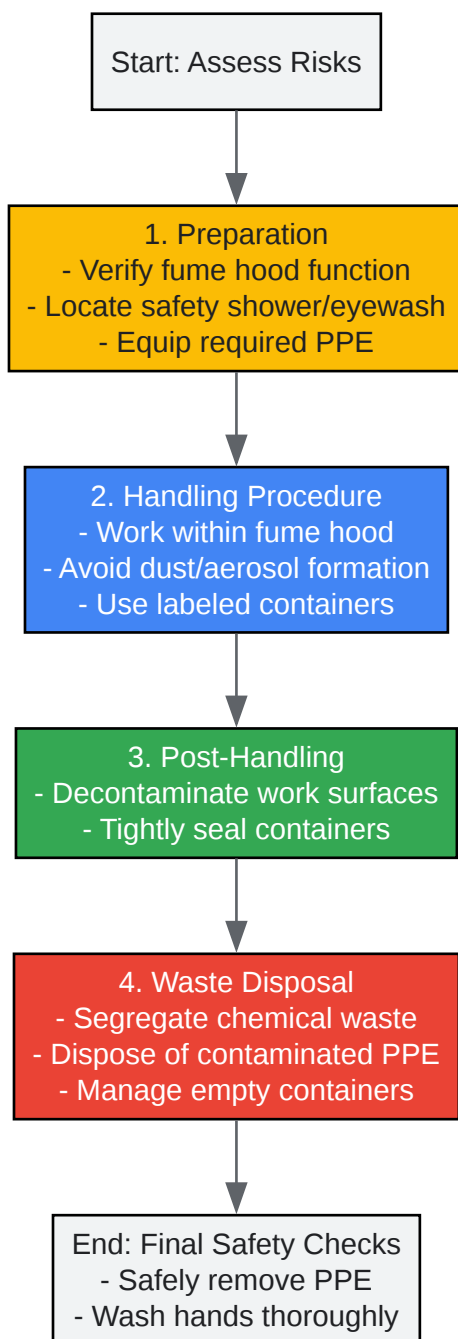 Start: Assess Risks
1. Preparation
- Verify fume hood function
- Locate safety shower/eyewash
- Equip required PPE
2. Handling Procedure
- Work within fume hood
- Avoid dust/aerosol formation
- Use labeled containers
3. Post-Handling
- Decontaminate work surfaces
- Tightly seal containers
4. Waste Disposal
- Segregate chemical waste
- Dispose of contaminated PPE
- Manage empty containers
End: Final Safety Checks
- Safely remove PPE
- Wash hands thoroughly